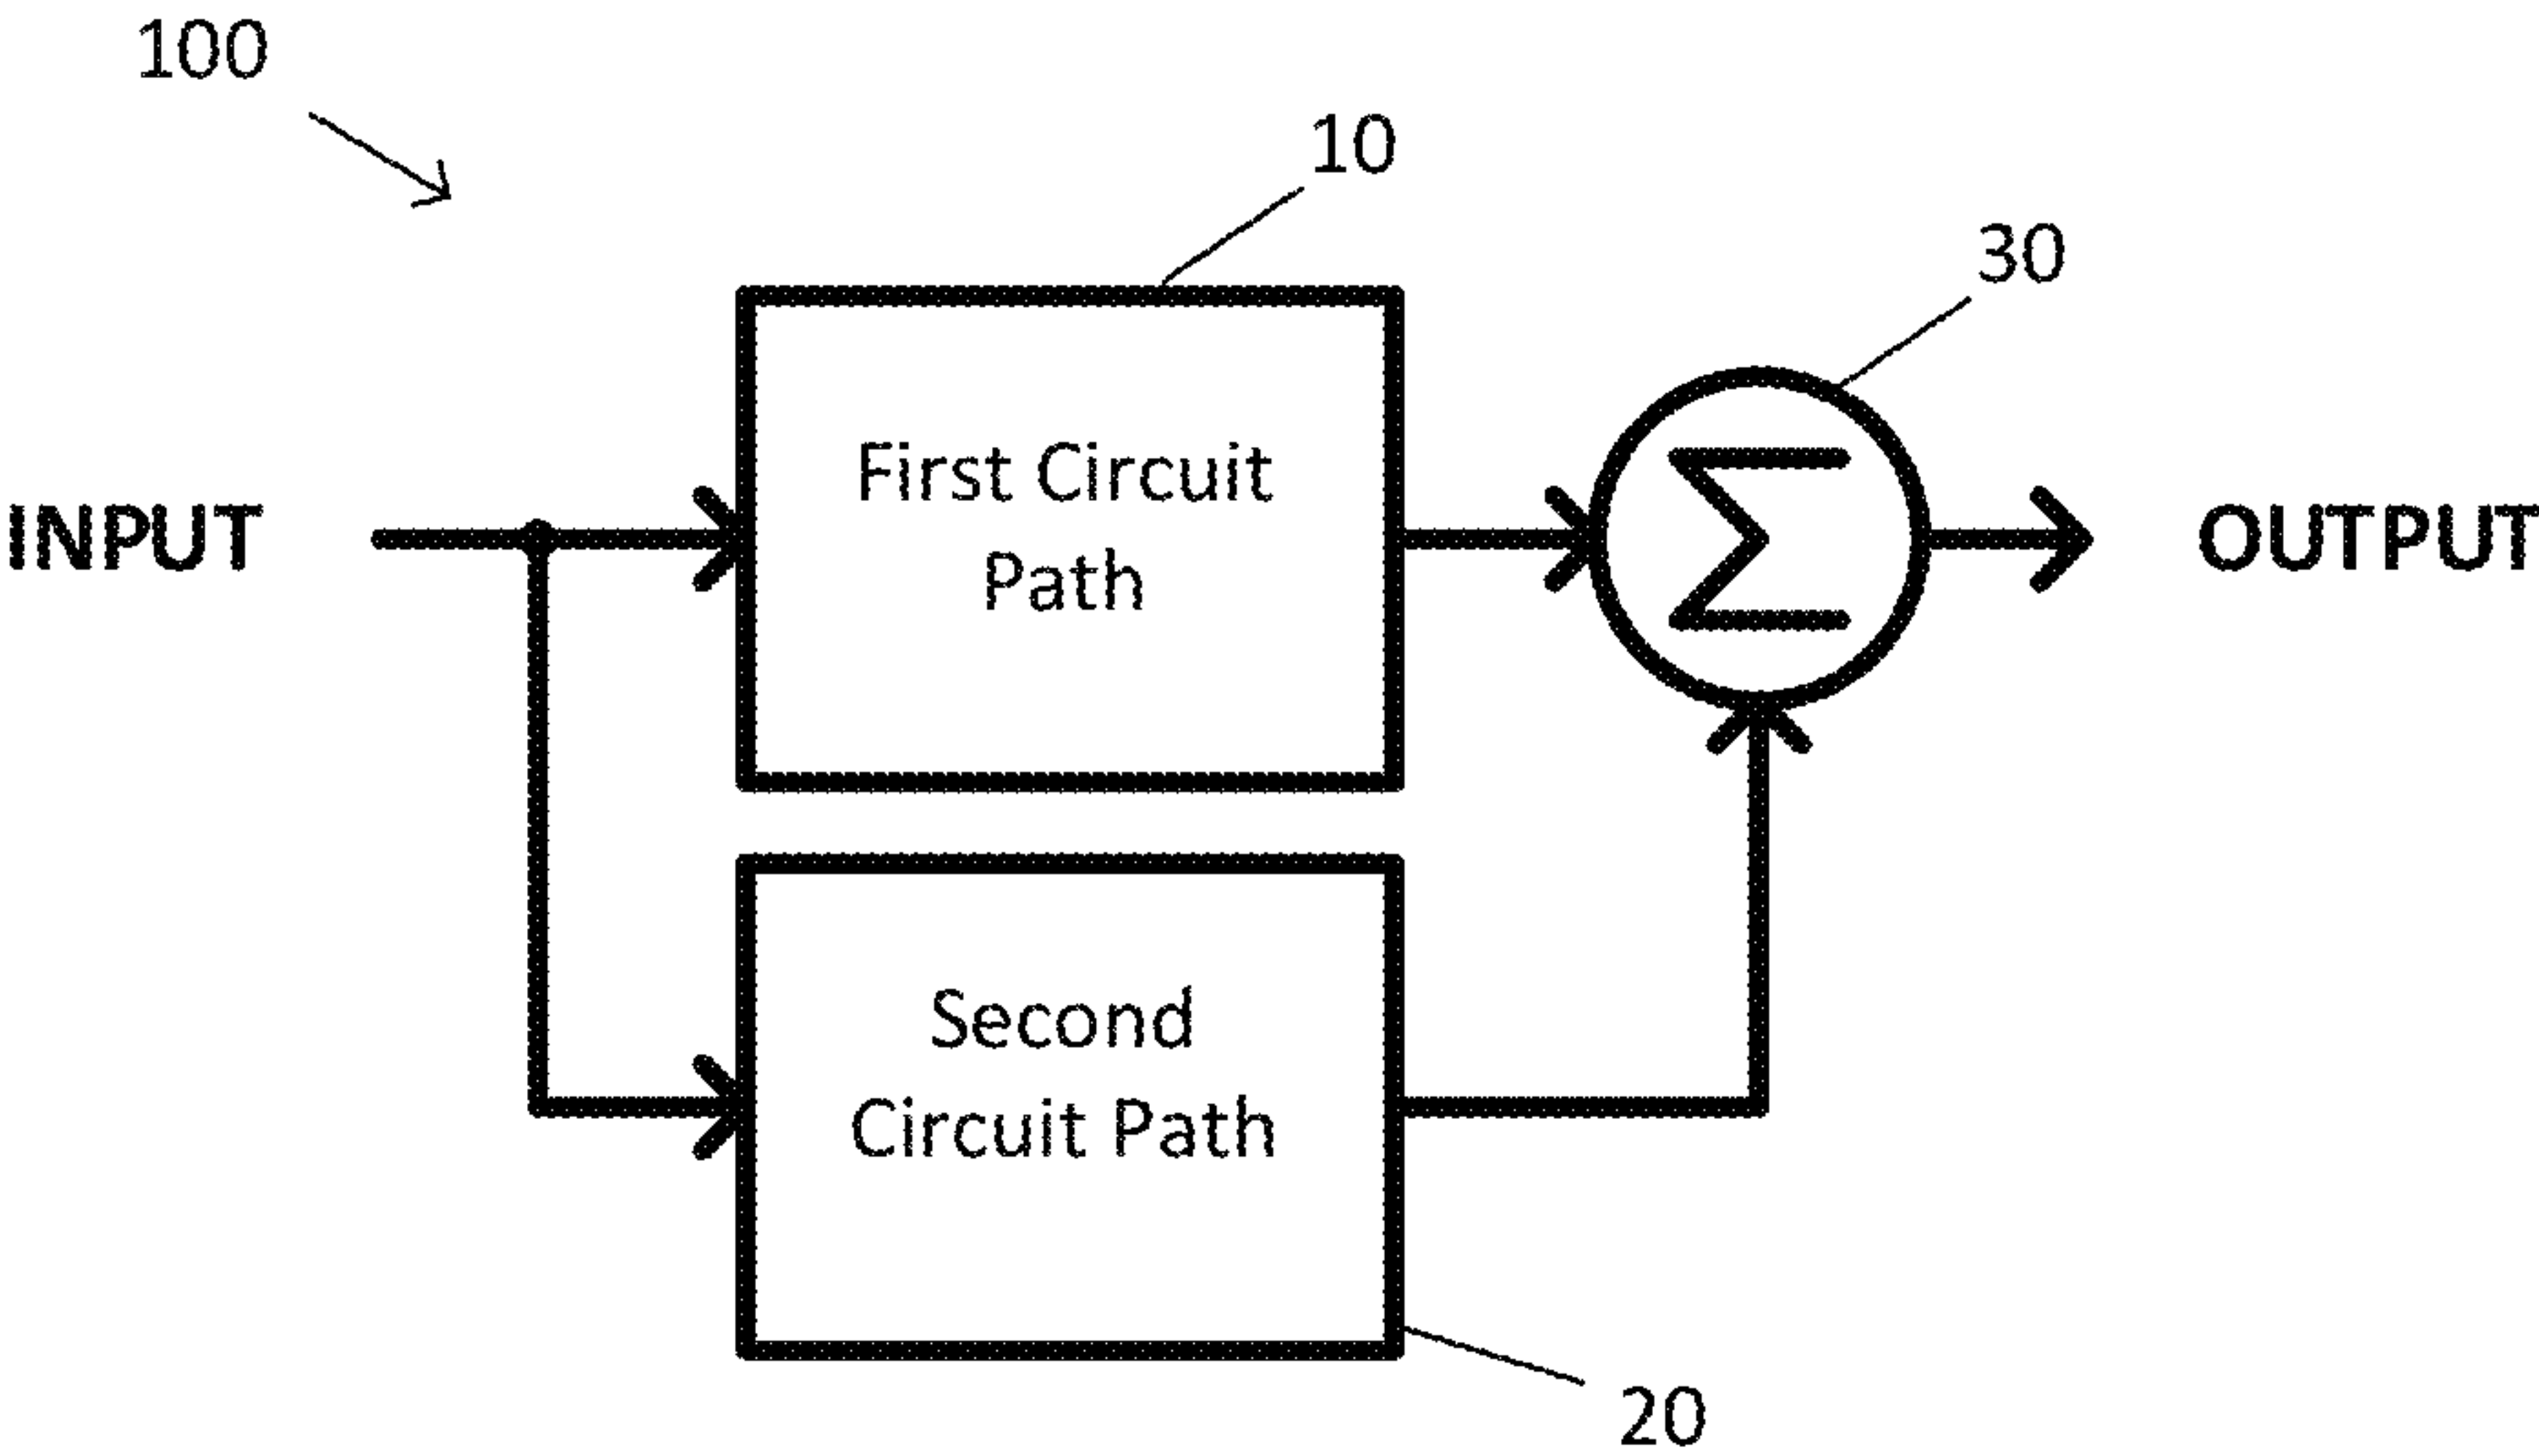 100
10
30
First Circuit
Path
INPUT
Σ
OUTPUT
Second
Circuit Path
20